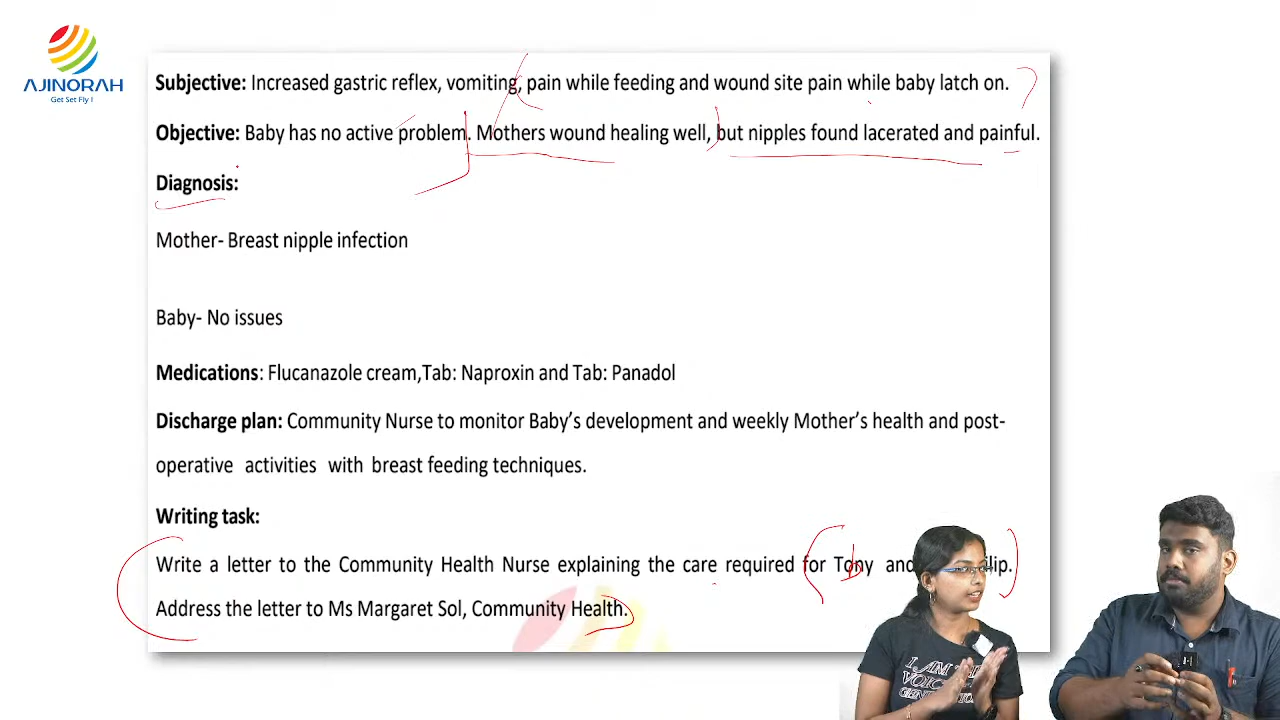 AJINORAH
Get Set Fly !
Subjective: Increased gastric reflex, vomiting, pain while feeding and wound site pain while baby latch on.
Objective: Baby has no active problem. Mothers wound healing well, but nipples found lacerated and painful.
Diagnosis:
Mother- Breast nipple infection
Baby- No issues
Medications: Flucanazole cream,Tab: Naproxin and Tab: Panadol
Discharge plan: Community Nurse to monitor Baby's development and weekly Mother's health and post-
operative activities with breast feeding techniques.
Writing task:
Write a letter to the Community Health Nurse explaining the care required for Tony and
Address the letter to Ms Margaret Sol, Community Health.
I AM THE
VOICE